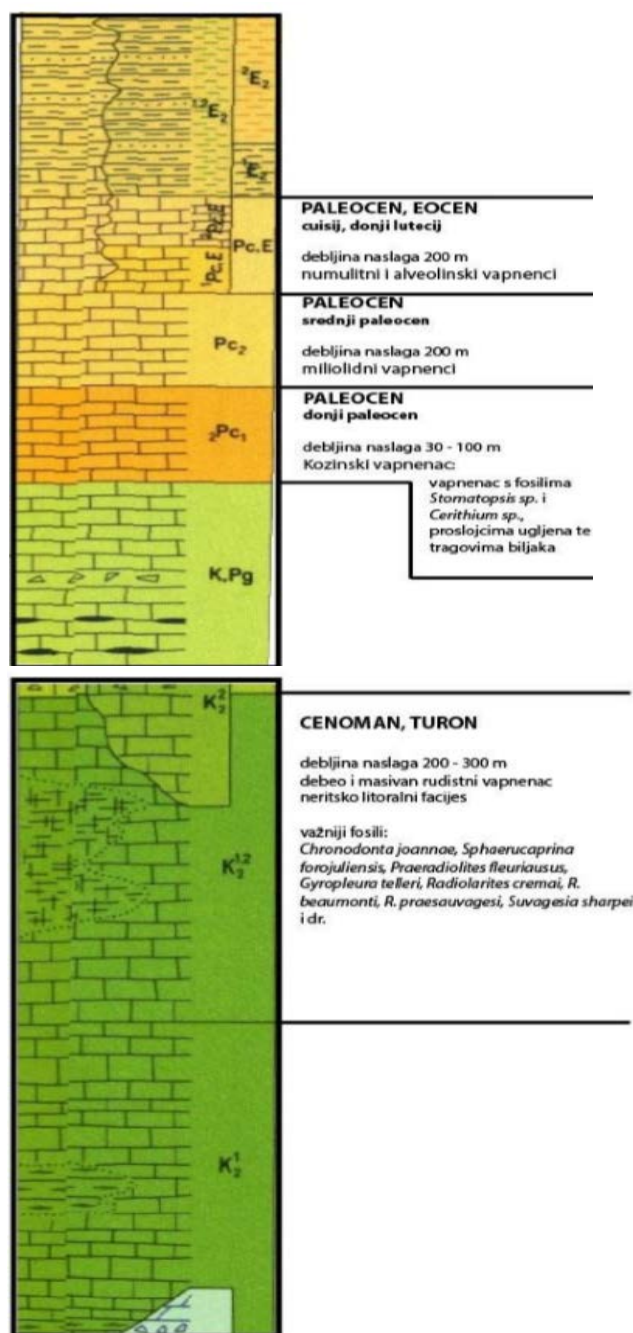 ²E₂
¹,²E₂
¹E₂
PALEOCEN, EOCEN
cuisij, donji lutecij
debljina naslaga 200 m
numulitni i alveolinski vapnenci
²Pc,E
Pc,E
¹Pc,E
PALEOCEN
srednji paleocen
debljina naslaga 200 m
miliolidni vapnenci
Pc₂
PALEOCEN
donji paleocen
debljina naslaga 30 - 100 m
Kozinski vapnenac:
vapnenac s fosilima
Stomatopsis sp. i
Cerithium sp.,
proslojcima ugljena te
tragovima biljaka
₂Pc₁
K,Pg
K₂²
CENOMAN, TURON
debljina naslaga 200 - 300 m
debeo i masivan rudistni vapnenac
neritsko litoralni facijes
važniji fosili:
Chronodonta joannae, Sphaerucaprina
forojuliensis, Praeradiolites fleuriausus,
Gyropleura telleri, Radiolarites cremai, R.
beaumonti, R. praesauvagesi, Suvagesia sharpei
i dr.
K₂¹,²
K₂¹